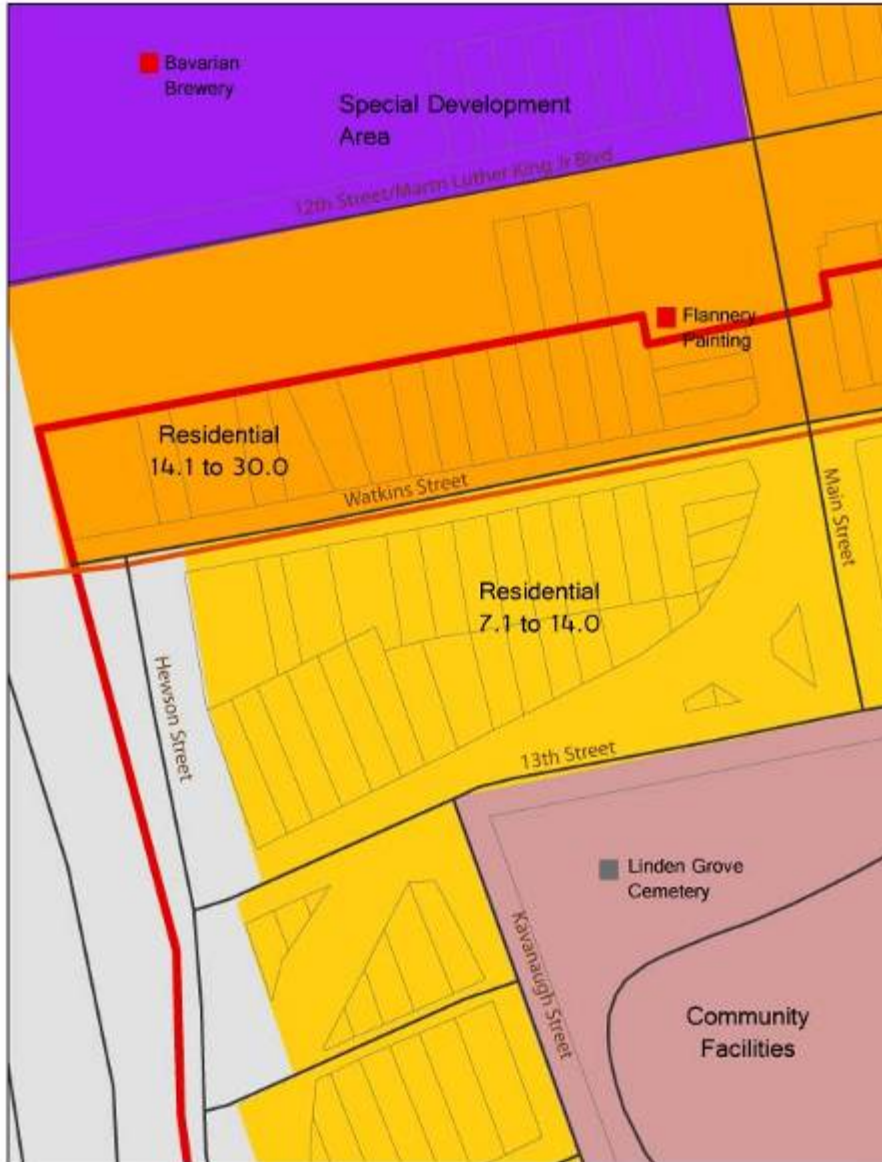 Bavarian
Brewery
Special Development
Area
12th Street/Martin Luther King Jr Blvd
Flannery
Painting
Residential
14.1 to 30.0
Watkins Street
Main Street
Residential
7.1 to 14.0
Hewson Street
13th Street
Linden Grove
Cemetery
Kavanaugh Street
Community
Facilities